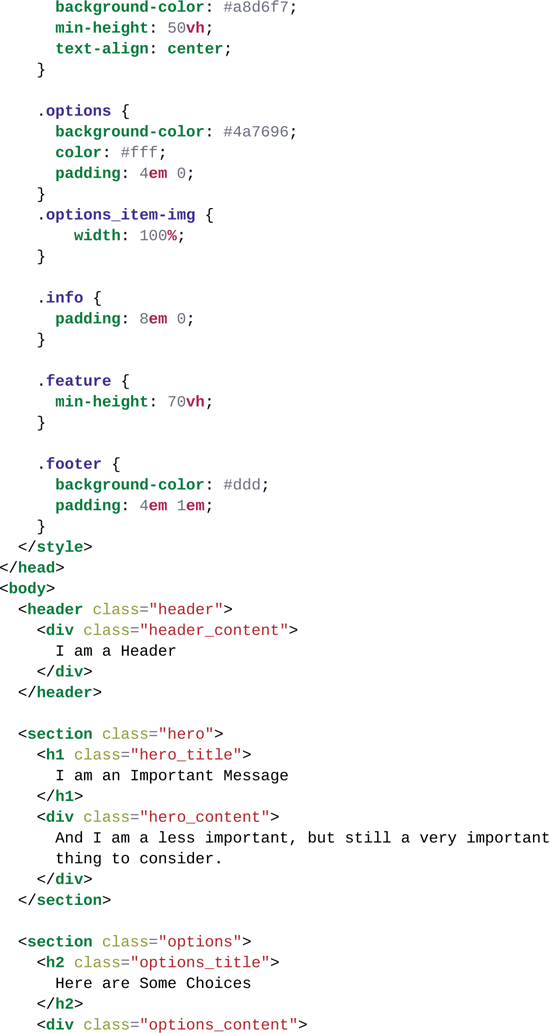 background-color: #a8d6f7;
      min-height: 50vh;
      text-align: center;
    }

    .options {
      background-color: #4a7696;
      color: #fff;
      padding: 4em 0;
    }
    .options_item-img {
        width: 100%;
    }

    .info {
      padding: 8em 0;
    }

    .feature {
      min-height: 70vh;
    }

    .footer {
      background-color: #ddd;
      padding: 4em 1em;
    }
  </style>
</head>
<body>
  <header class="header">
    <div class="header_content">
      I am a Header
    </div>
  </header>

  <section class="hero">
    <h1 class="hero_title">
      I am an Important Message
    </h1>
    <div class="hero_content">
      And I am a less important, but still a very important
      thing to consider.
    </div>
  </section>

  <section class="options">
    <h2 class="options_title">
      Here are Some Choices
    </h2>
    <div class="options_content">